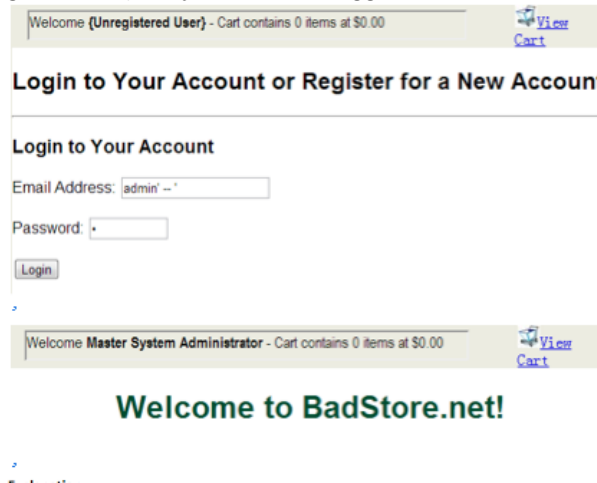 Welcome {Unregistered User} - Cart contains 0 items at $0.00
View
Cart
Login to Your Account or Register for a New Accoun
Login to Your Account
Email Address: admin' -- '
Password: •
Login
,
Welcome Master System Administrator - Cart contains 0 items at $0.00
View
Cart
Welcome to BadStore.net!
,